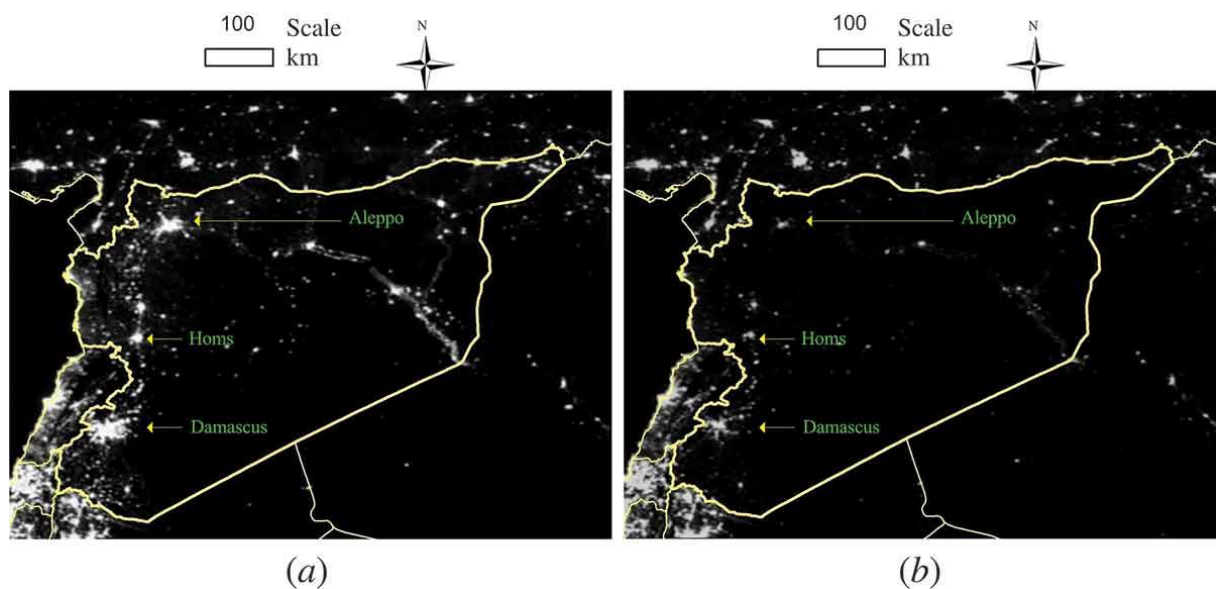 100 Scale
km
N
100 Scale
km
N
Aleppo
Homs
Damascus
Aleppo
Homs
Damascus
(a)
(b)